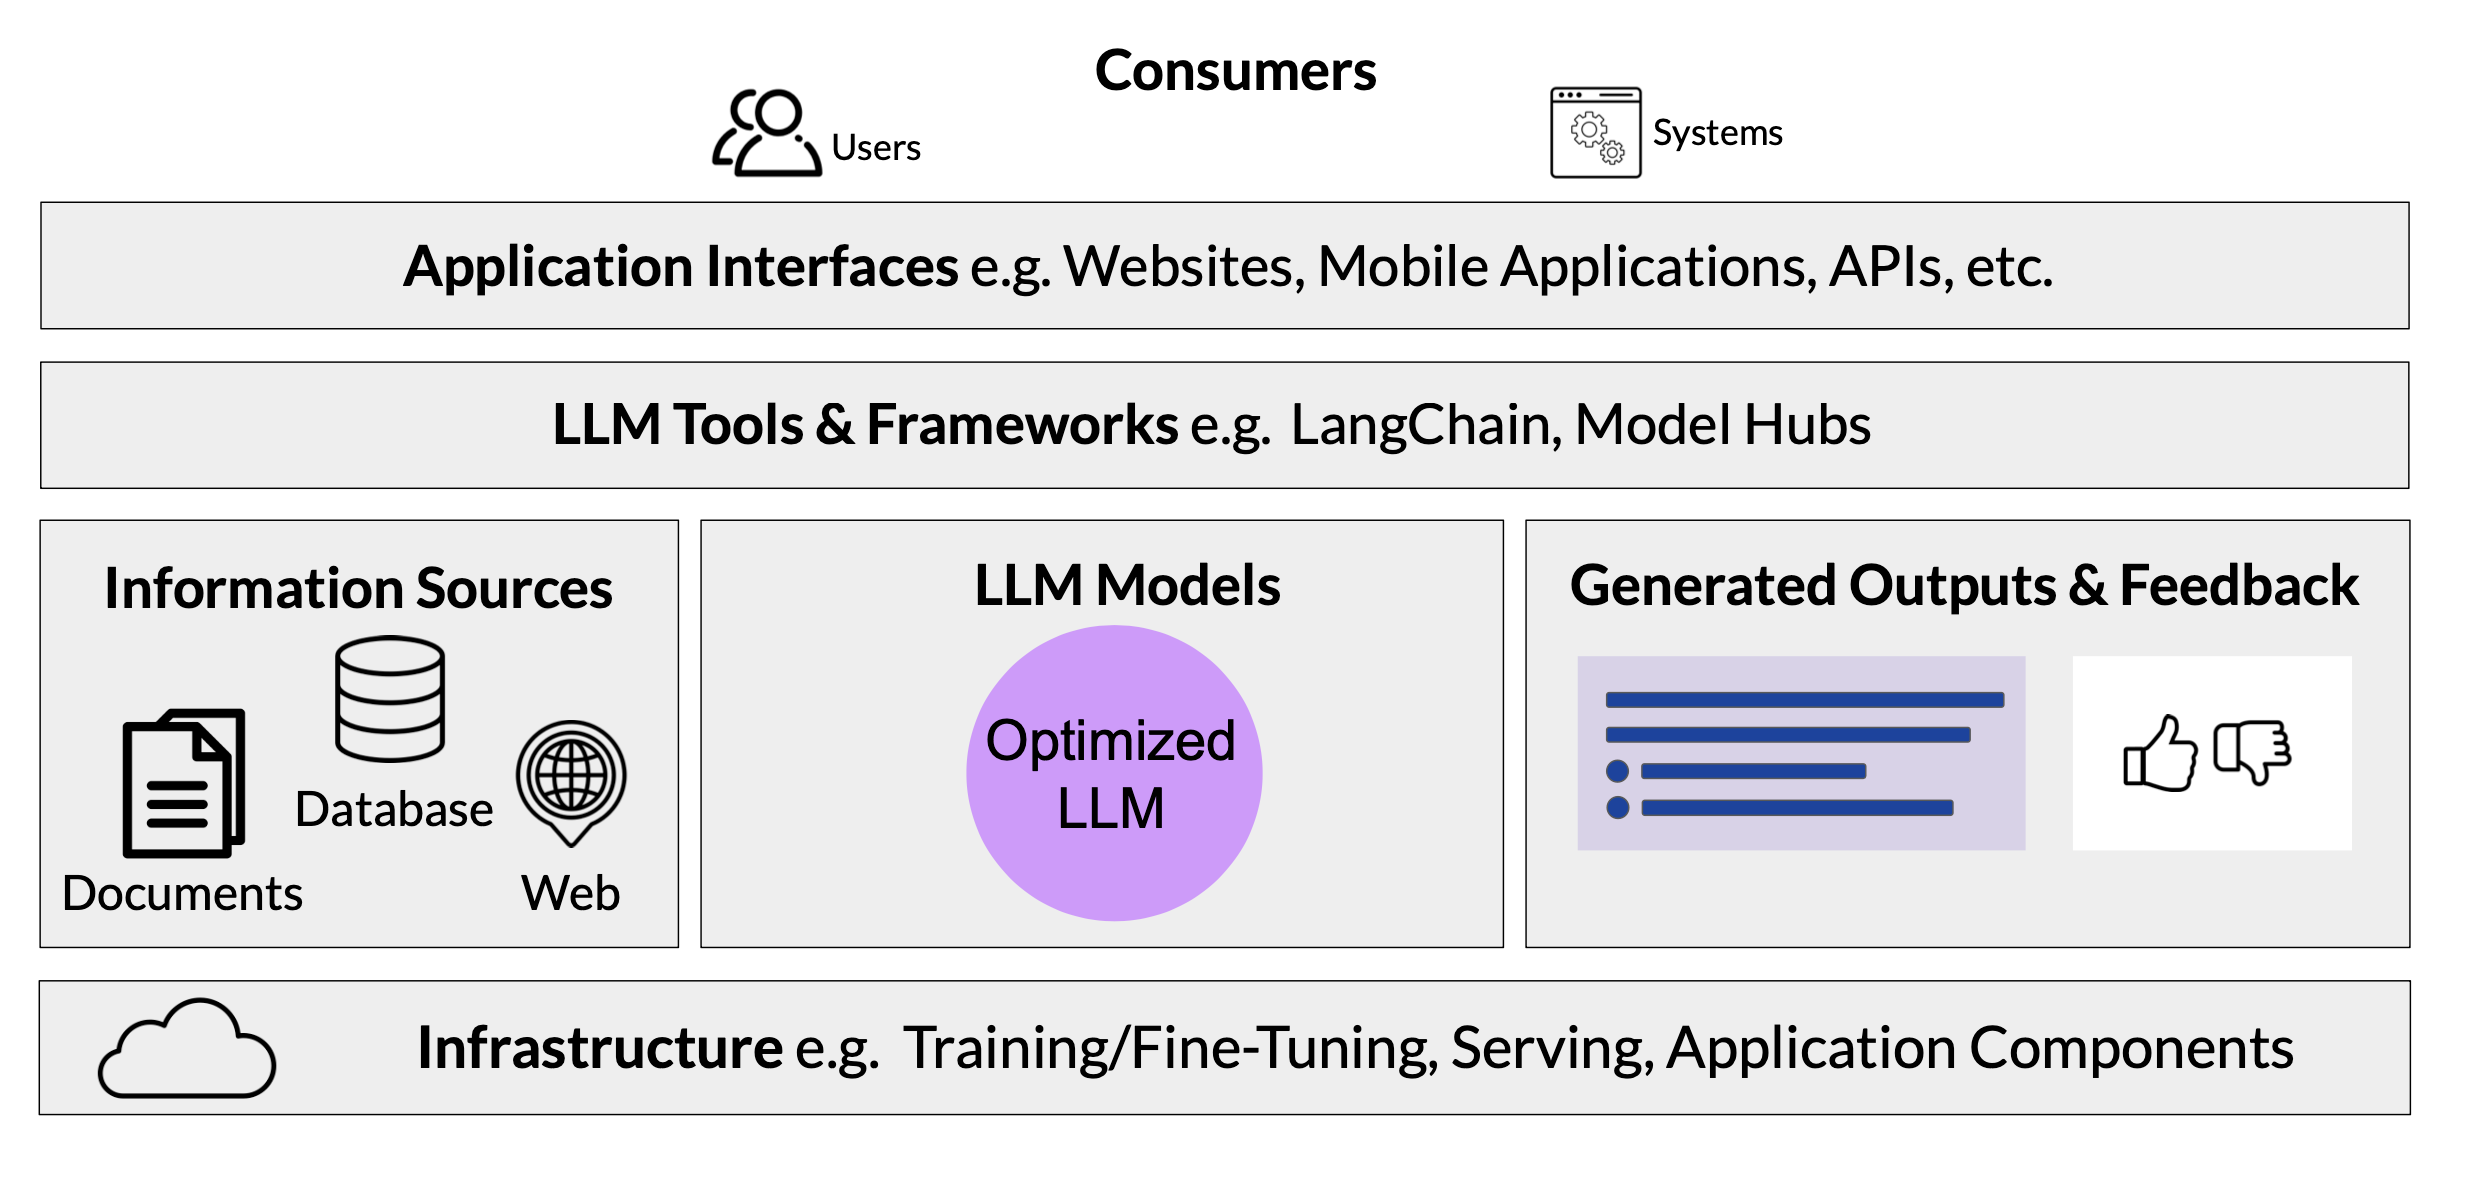 Consumers
Users
Systems
Application Interfaces e.g. Websites, Mobile Applications, APIs, etc.
LLM Tools & Frameworks e.g. LangChain, Model Hubs
Information Sources
Documents
Database
Web
LLM Models
Optimized
LLM
Generated Outputs & Feedback
Infrastructure e.g. Training/Fine-Tuning, Serving, Application Components